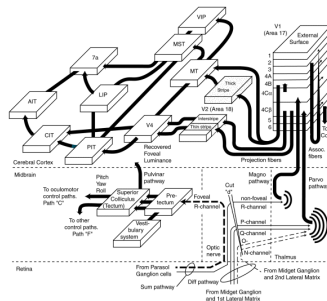 VIP
V1
(Area 17)
External
Surface
MST
7a
MT
1
2
3
4A
4B
4Cα
4Cβ
5
6
LIP
Thick
Stripe
V2 (Area 18)
AIT
Interstripe
Thin stripe
V4
CIT
PIT
Recovered
Foveal
Luminance
To
Assoc.
fibers
Projection fibers
Cerebral Cortex
Midbrain
Pulvinar
pathway
Magno
pathway
Parvo
pathway
Pitch
Yaw
Roll
Cut
"d"
To oculomotor
control paths.
Path "C"
Superior
Colliculus
(Tectum)
Pre-
tectum
Foveal
R-channel
non-foveal
R-channel
P-channel
Q-channel
O-
N-channel
To other
control paths.
Path "F"
Vesti-
bulary
system
Optic
nerve
Thalmus
Retina
From Parasol
Ganglion cells
Sum pathway
Diff pathway
From Midget Ganglion
and 2nd Lateral Matrix
From Midget Ganglion
and 1st Lateral Matrix